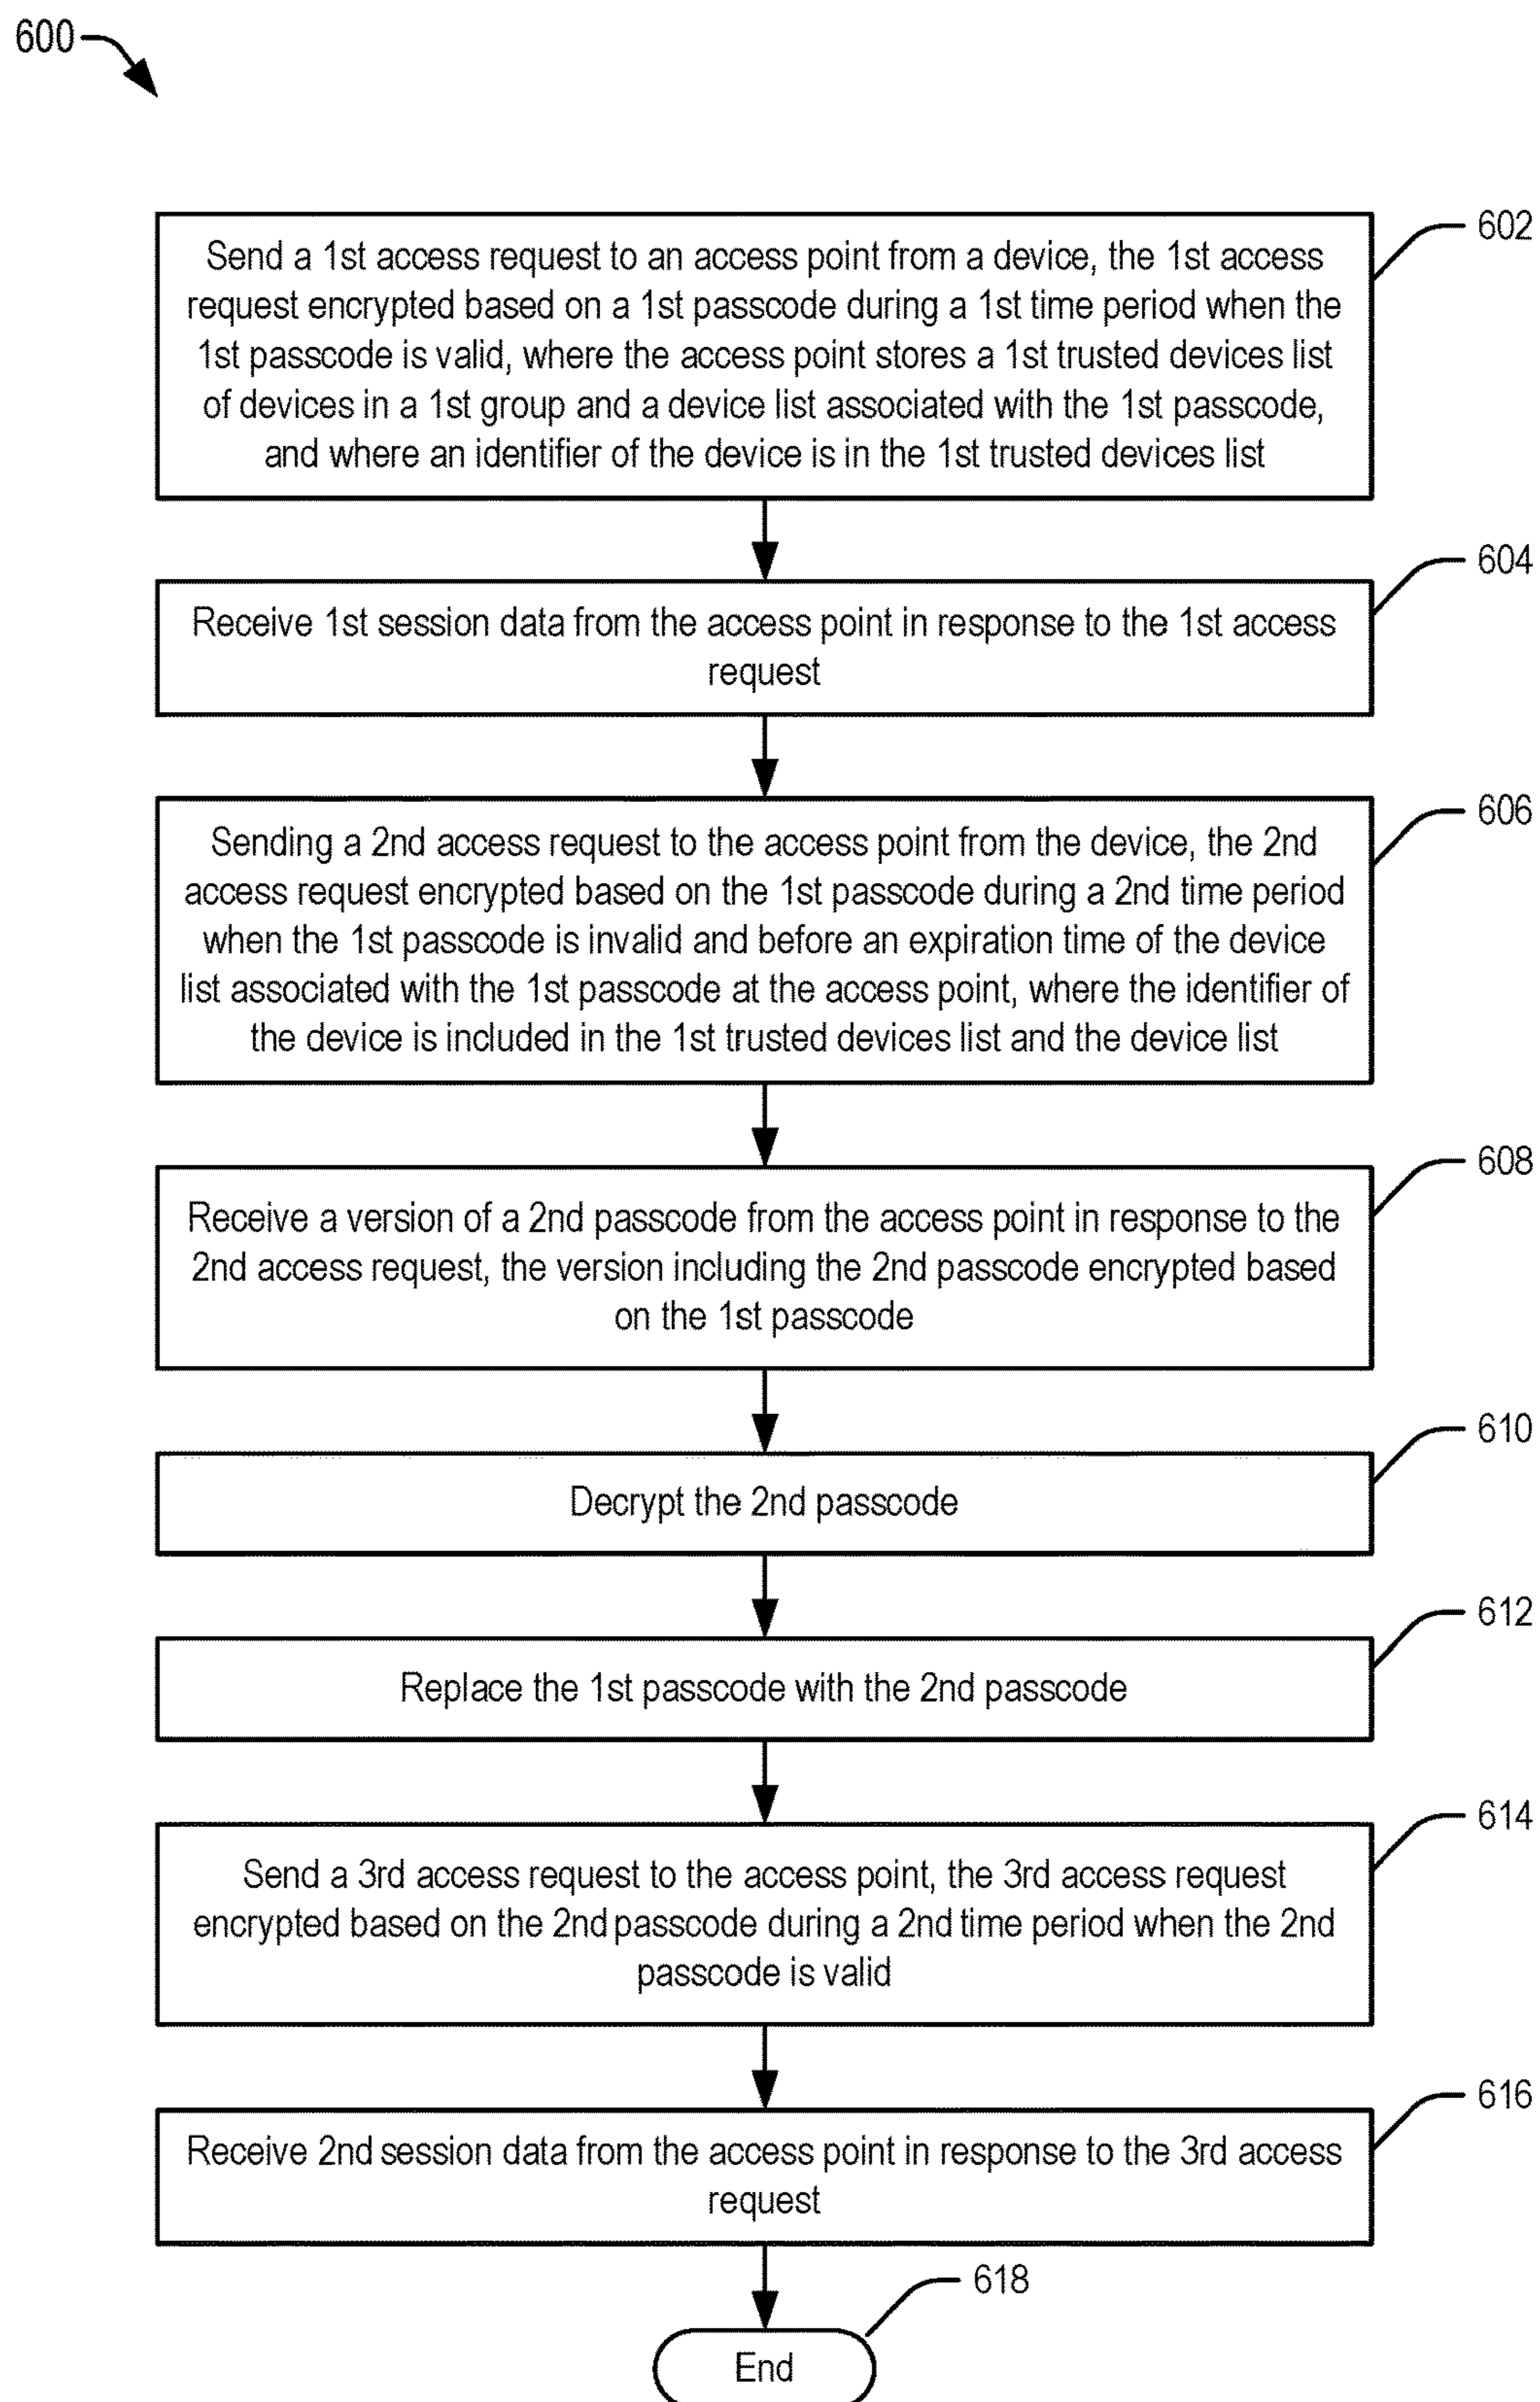 600
602
Send a 1st access request to an access point from a device, the 1st access
request encrypted based on a 1st passcode during a 1st time period when the
1st passcode is valid, where the access point stores a 1st trusted devices list
of devices in a 1st group and a device list associated with the 1st passcode,
and where an identifier of the device is in the 1st trusted devices list
604
Receive 1st session data from the access point in response to the 1st access
request
606
Sending a 2nd access request to the access point from the device, the 2nd
access request encrypted based on the 1st passcode during a 2nd time period
when the 1st passcode is invalid and before an expiration time of the device
list associated with the 1st passcode at the access point, where the identifier of
the device is included in the 1st trusted devices list and the device list
608
Receive a version of a 2nd passcode from the access point in response to the
2nd access request, the version including the 2nd passcode encrypted based
on the 1st passcode
610
Decrypt the 2nd passcode
612
Replace the 1st passcode with the 2nd passcode
614
Send a 3rd access request to the access point, the 3rd access request
encrypted based on the 2nd passcode during a 2nd time period when the 2nd
passcode is valid
616
Receive 2nd session data from the access point in response to the 3rd access
request
618
End